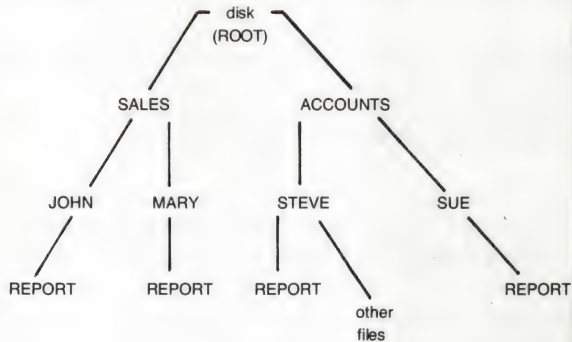 disk
(ROOT)
SALES
ACCOUNTS
JOHN
MARY
STEVE
SUE
REPORT
REPORT
REPORT
REPORT
other
files